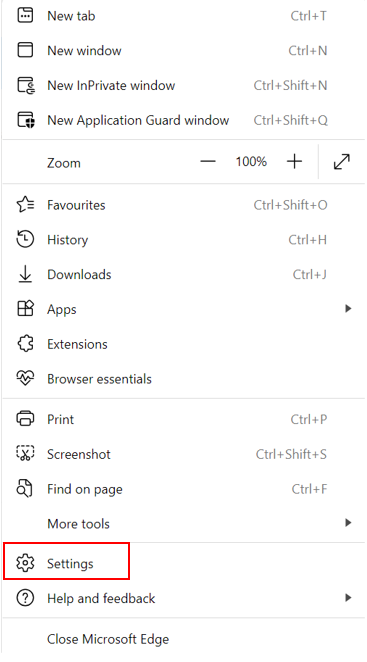 New tab Ctrl+T
New window Ctrl+N
New InPrivate window Ctrl+Shift+N
New Application Guard window Ctrl+Shift+Q
Zoom 100%
Favourites Ctrl+Shift+O
History Ctrl+H
Downloads Ctrl+J
Apps
Extensions
Browser essentials
Print Ctrl+P
Screenshot Ctrl+Shift+S
Find on page Ctrl+F
More tools
Settings
Help and feedback
Close Microsoft Edge